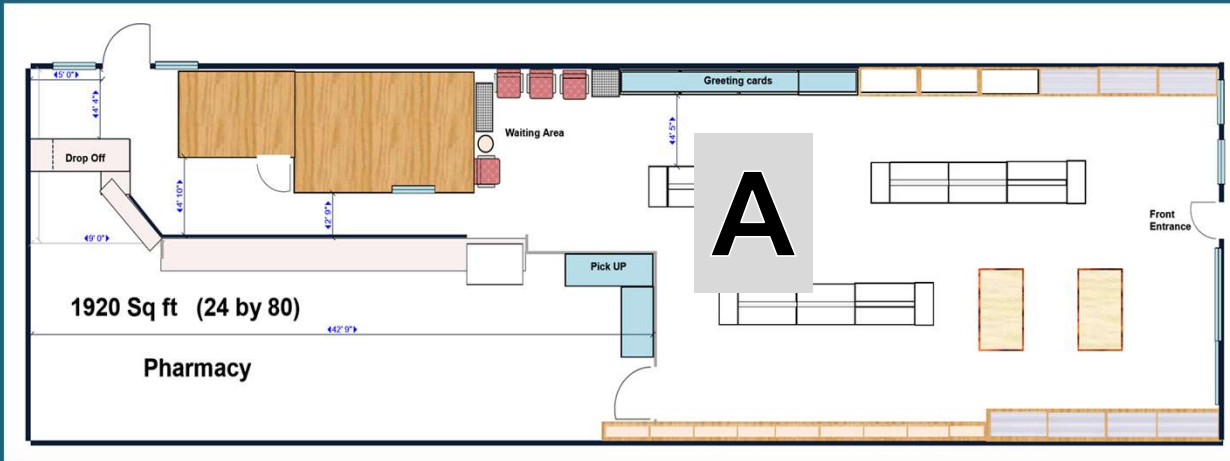 5' 0"
4' 4"
Greeting cards
Waiting Area
4' 5"
Drop Off
A
4' 10"
2' 9"
Front
Entrance
9' 0"
Pick UP
1920 Sq ft (24 by 80)
42' 9"
Pharmacy